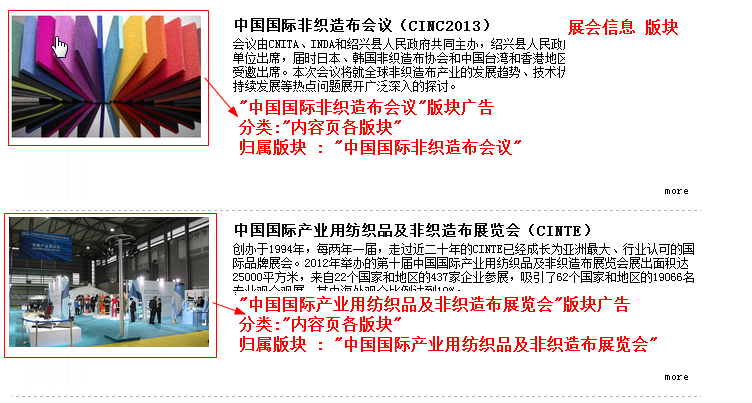 中国国际非织造布会议（CINC2013）
展会信息 版块
会议由CNITA、INDA和绍兴县人民政府共同主办，绍兴县人民政
单位出席，届时日本、韩国非织造布协会和中国台湾和香港地区
受邀出席。本次会议将就全球非织造布产业的发展趋势、技术状
持续发展等热点问题展开广泛深入的探讨。
"中国国际非织造布会议"版块广告
分类:"内容页各版块"
归属版块 : "中国国际非织造布会议"
more
中国国际产业用纺织品及非织造布展览会（CINTE）
创办于1994年，每两年一届，走过近二十年的CINTE已经成长为亚洲最大、行业认可的国
际品牌展会。2012年举办的第十届中国国际产业用纺织品及非织造布展览会展出面积达
25000平方米，来自22个国家和地区的437家企业参展，吸引了62个国家和地区的19066名
"中国国际产业用纺织品及非织造布展览会"版块广告
分类:"内容页各版块"
归属版块 : "中国国际产业用纺织品及非织造布展览会"
more